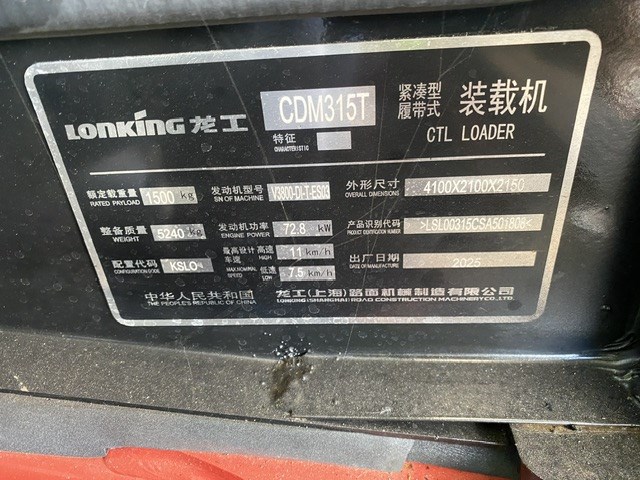 LONKING 龙工 CDM315T 紧凑型 履带式 装载机
特征 CHARACTERISTIC CTL LOADER
额定载重量 RATED PAYLOAD 1500 kg 发动机型号 SN OF MACHINE V3800-DI-T-ES03 外形尺寸 OVERALL DIMENSIONS 4100X2100X2150
整备质量 WEIGHT 5240 kg 发动机功率 ENGINE POWER 72.8 kW 产品识别代码 PRODUCT IDENTIFICATION NUMBER >LSL00315CSA501808<
配置代码 CONFIGURATION CODE 最高设计车速 MAX NOMINAL SPEED 高速 11 km/h 低速 LOW 7.5 km/h 出厂日期 DATE OF MANUFACTURE 2025
中华人民共和国 龙工(上海)路面机械制造有限公司
THE PEOPLE'S REPUBLIC OF CHINA LONKING(SHANGHAI) ROAD CONSTRUCTION MACHINERY CO., LTD